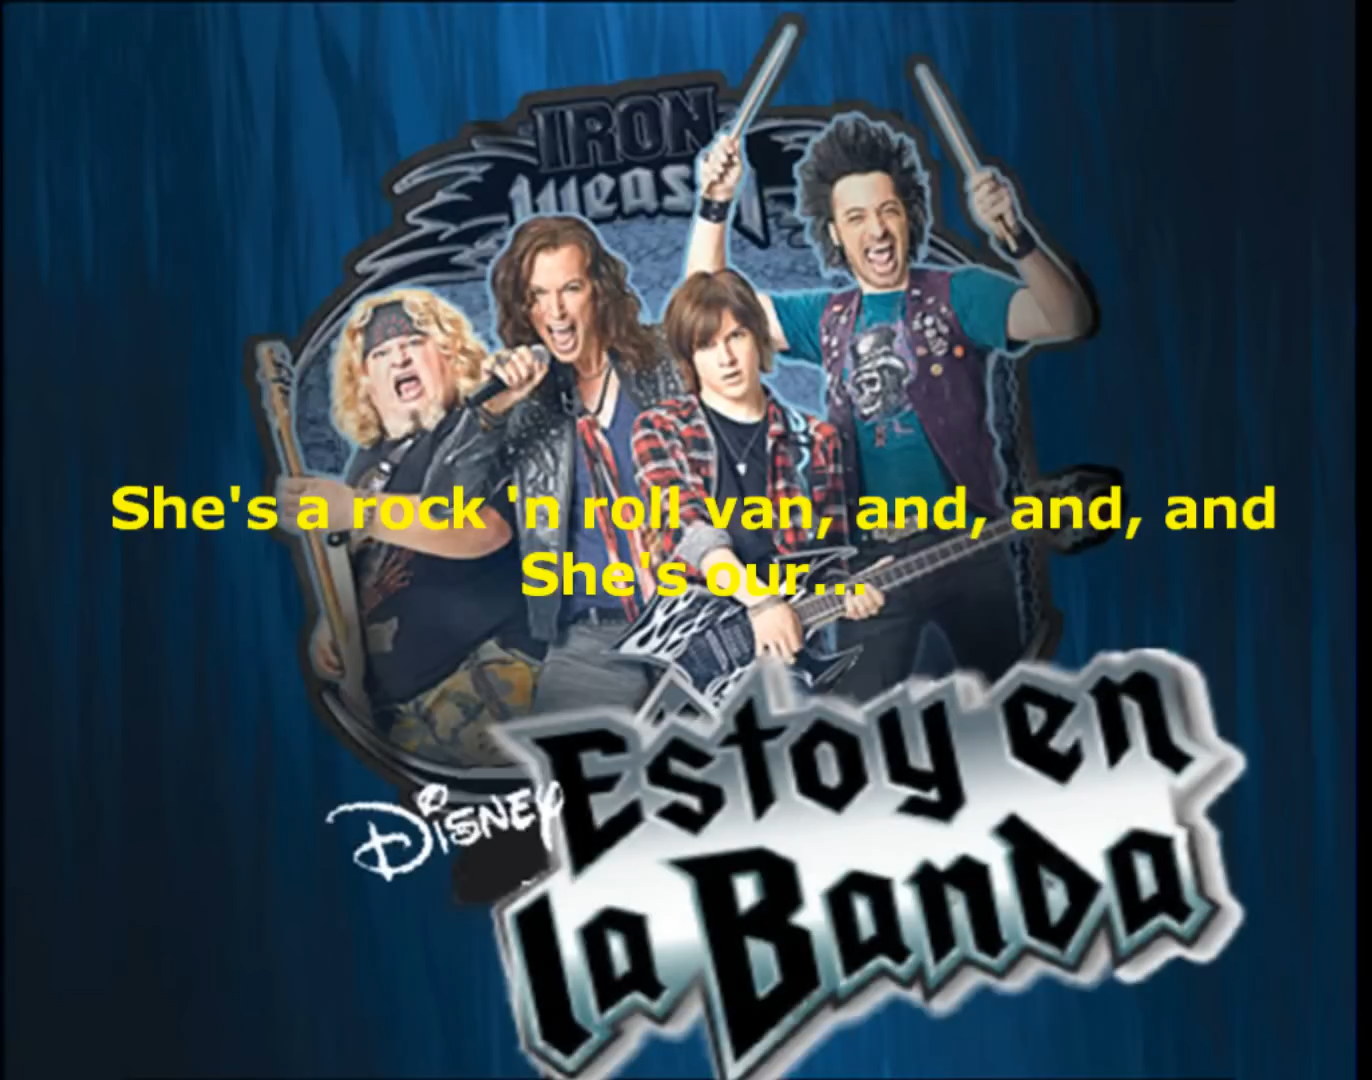 IRON
Weasel
She's a rock 'n roll van, and, and, and
She's our...
Disney
Estoy en
la Banda